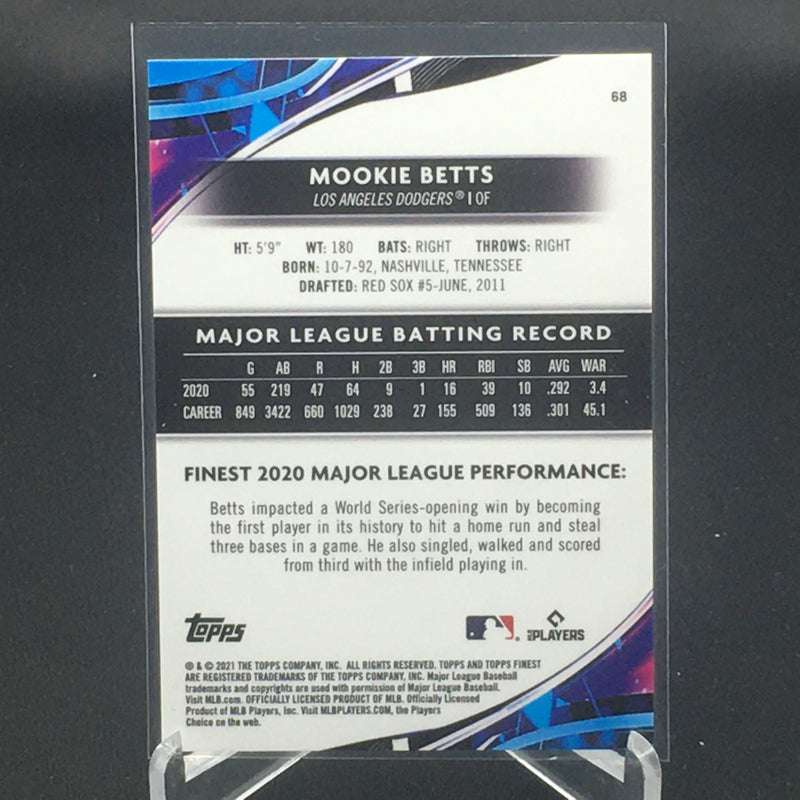 68
MOOKIE BETTS
LOS ANGELES DODGERS® | OF
HT: 5'9" WT: 180 BATS: RIGHT THROWS: RIGHT
BORN: 10-7-92, NASHVILLE, TENNESSEE
DRAFTED: RED SOX #5-JUNE, 2011
MAJOR LEAGUE BATTING RECORD
G AB R H 2B 3B HR RBI SB AVG WAR
2020 55 219 47 64 9 1 16 39 10 .292 3.4
CAREER 849 3422 660 1029 238 27 155 509 136 .301 45.1
FINEST 2020 MAJOR LEAGUE PERFORMANCE:
Betts impacted a World Series-opening win by becoming
the first player in its history to hit a home run and steal
three bases in a game. He also singled, walked and scored
from third with the infield playing in.
topps
MLB PLAYERS
® & © 2021 THE TOPPS COMPANY, INC. ALL RIGHTS RESERVED. TOPPS AND TOPPS FINEST
ARE REGISTERED TRADEMARKS OF THE TOPPS COMPANY, INC. Major League Baseball
trademarks and copyrights are used with permission of Major League Baseball.
Visit MLB.com. OFFICIALLY LICENSED PRODUCT OF MLB. Officially Licensed
Product of MLB Players, Inc. Visit MLBPLAYERS.COM, the Players
Choice on the web.